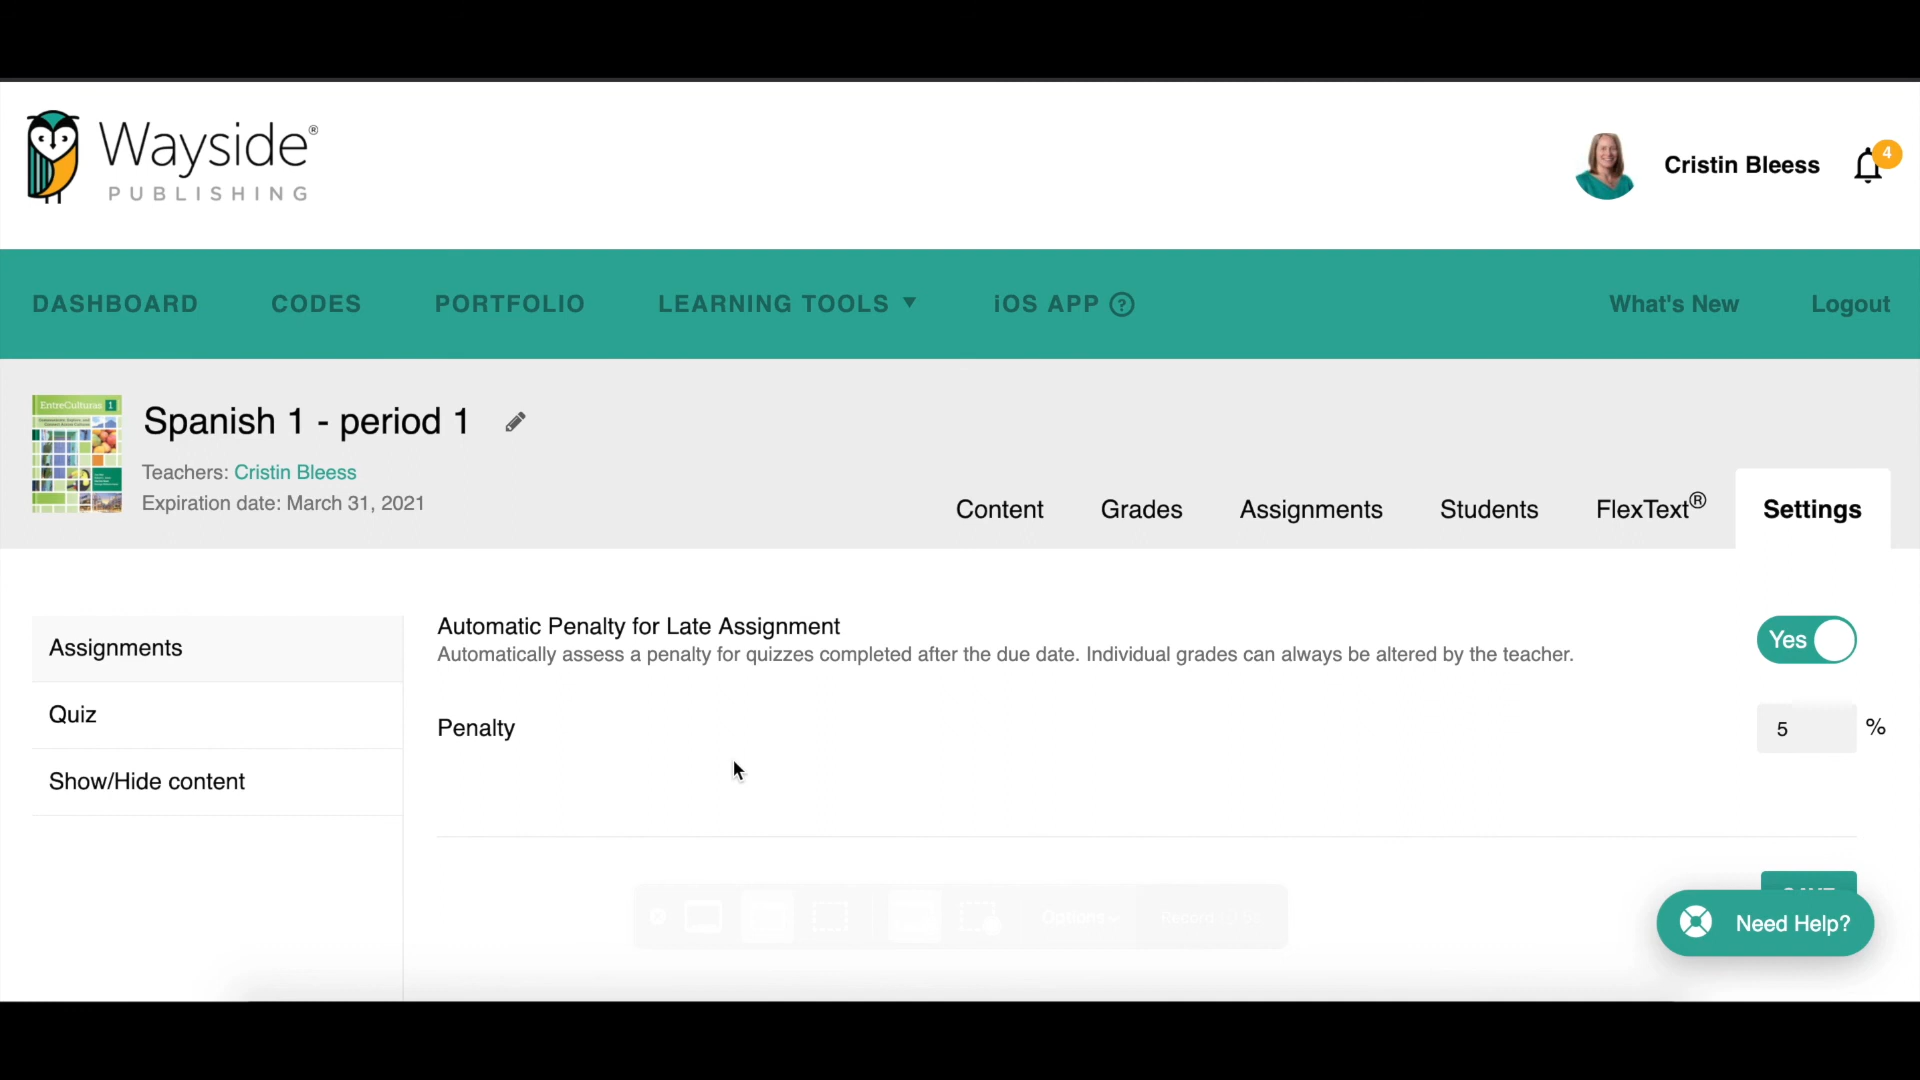 Wayside®
PUBLISHING
Cristin Bleess
4
DASHBOARD CODES PORTFOLIO LEARNING TOOLS ▼ iOS APP ? What's New Logout
EntreCulturas 1
Spanish 1 - period 1
Teachers: Cristin Bleess
Expiration date: March 31, 2021
Content Grades Assignments Students FlexText® Settings
Assignments
Quiz
Show/Hide content
Automatic Penalty for Late Assignment
Automatically assess a penalty for quizzes completed after the due date. Individual grades can always be altered by the teacher.
Yes
Penalty
5 %
Options
Need Help?